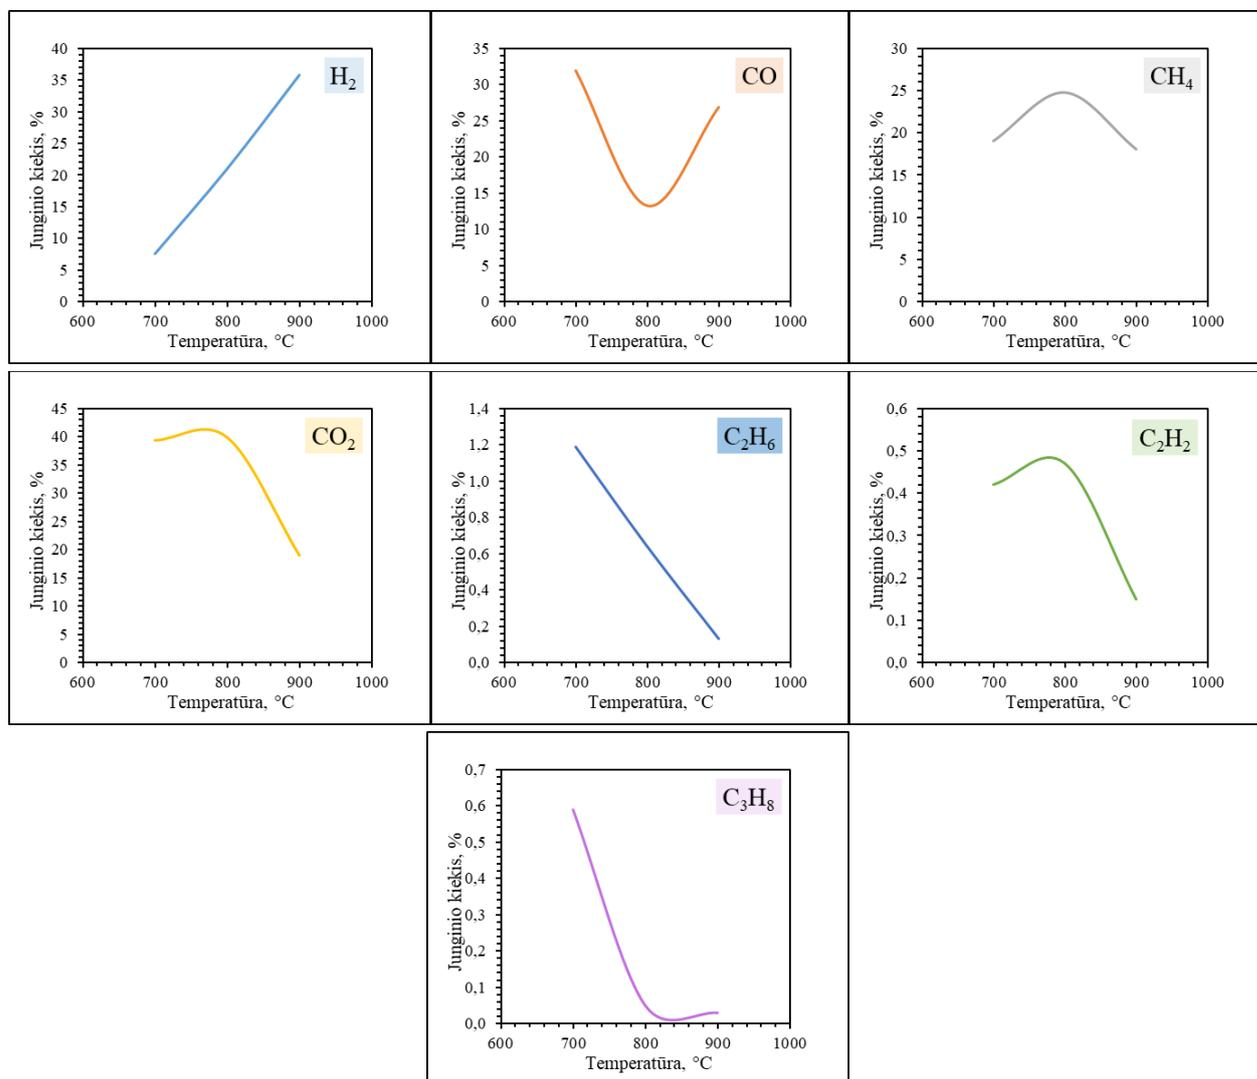 H₂
Junginio kiekis, %
40
35
30
25
20
15
10
5
0
600 700 800 900 1000
Temperatūra, °C
CO
Junginio kiekis, %
35
30
25
20
15
10
5
0
600 700 800 900 1000
Temperatūra, °C
CH₄
Junginio kiekis, %
30
25
20
15
10
5
0
600 700 800 900 1000
Temperatūra, °C
CO₂
Junginio kiekis, %
45
40
35
30
25
20
15
10
5
0
600 700 800 900 1000
Temperatūra, °C
C₂H₆
Junginio kiekis, %
1,4
1,2
1,0
0,8
0,6
0,4
0,2
0,0
600 700 800 900 1000
Temperatūra, °C
C₂H₂
Junginio kiekis, %
0,6
0,5
0,4
0,3
0,2
0,1
0,0
600 700 800 900 1000
Temperatūra, °C
C₃H₈
Junginio kiekis, %
0,7
0,6
0,5
0,4
0,3
0,2
0,1
0,0
600 700 800 900 1000
Temperatūra, °C